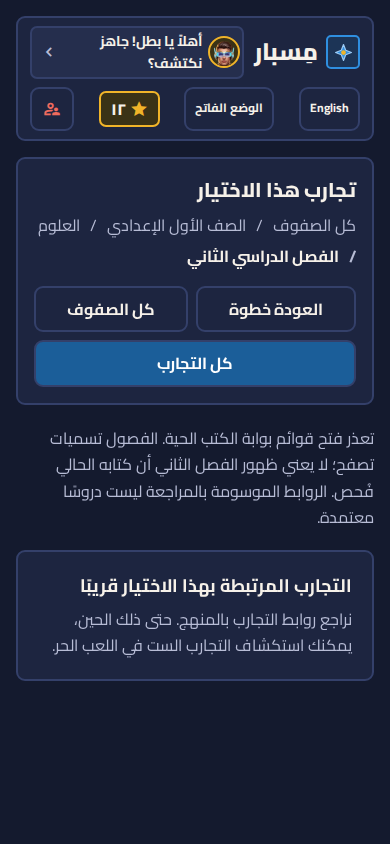 مِسبار
أهلاً يا بطل! جاهز
نكتشف؟
English
الوضع الفاتح
١٢
تجارب هذا الاختيار
كل الصفوف / الصف الأول الإعدادي / العلوم
/ الفصل الدراسي الثاني
العودة خطوة
كل الصفوف
كل التجارب
تعذر فتح قوائم بوابة الكتب الحية. الفصول تسميات
تصفح؛ لا يعني ظهور الفصل الثاني أن كتابه الحالي
فُحص. الروابط الموسومة بالمراجعة ليست دروسًا
معتمدة.
التجارب المرتبطة بهذا الاختيار قريبًا
نراجع روابط التجارب بالمنهج. حتى ذلك الحين،
يمكنك استكشاف التجارب الست في اللعب الحر.